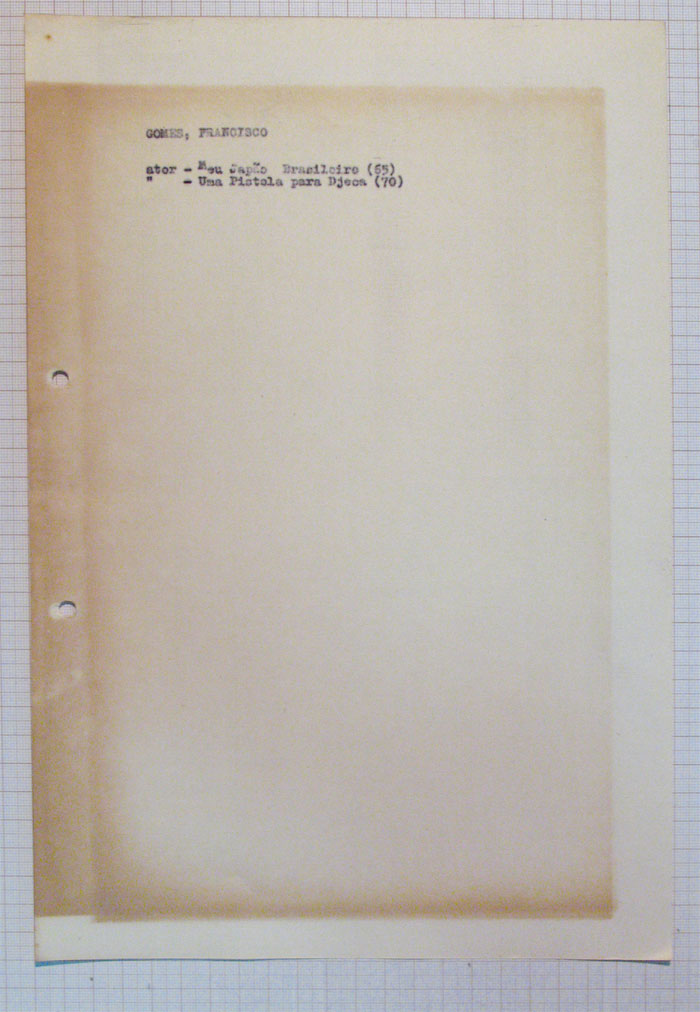 GOMES, FRANCISCO
ator - Meu Japão Brasileiro (65)
" - Uma Pistola para Djeca (70)